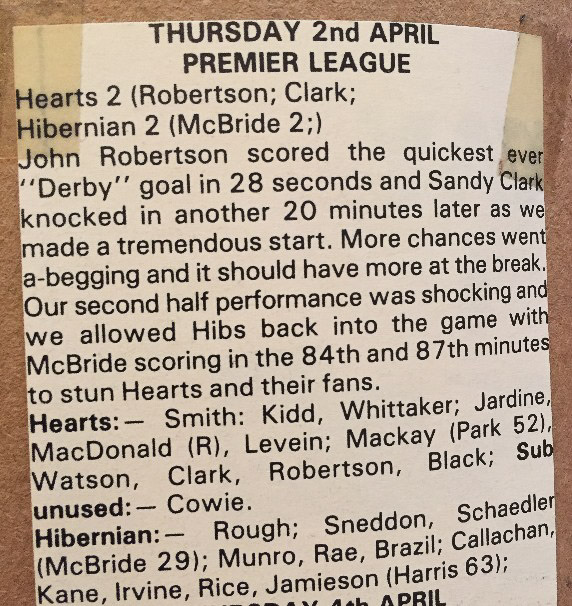 THURSDAY 2nd APRIL
PREMIER LEAGUE
Hearts 2 (Robertson; Clark;
Hibernian 2 (McBride 2;)
John Robertson scored the quickest ever
"Derby" goal in 28 seconds and Sandy Clark
knocked in another 20 minutes later as we
made a tremendous start. More chances went
a-begging and it should have more at the break.
Our second half performance was shocking and
we allowed Hibs back into the game with
McBride scoring in the 84th and 87th minutes
to stun Hearts and their fans.
Hearts:— Smith: Kidd, Whittaker; Jardine,
MacDonald (R), Levein; Mackay (Park 52),
Watson, Clark, Robertson, Black; Sub
unused:— Cowie.
Hibernian:— Rough; Sneddon, Schaedler
(McBride 29); Munro, Rae, Brazil; Callachan,
Kane, Irvine, Rice, Jamieson (Harris 63);
4th APRIL